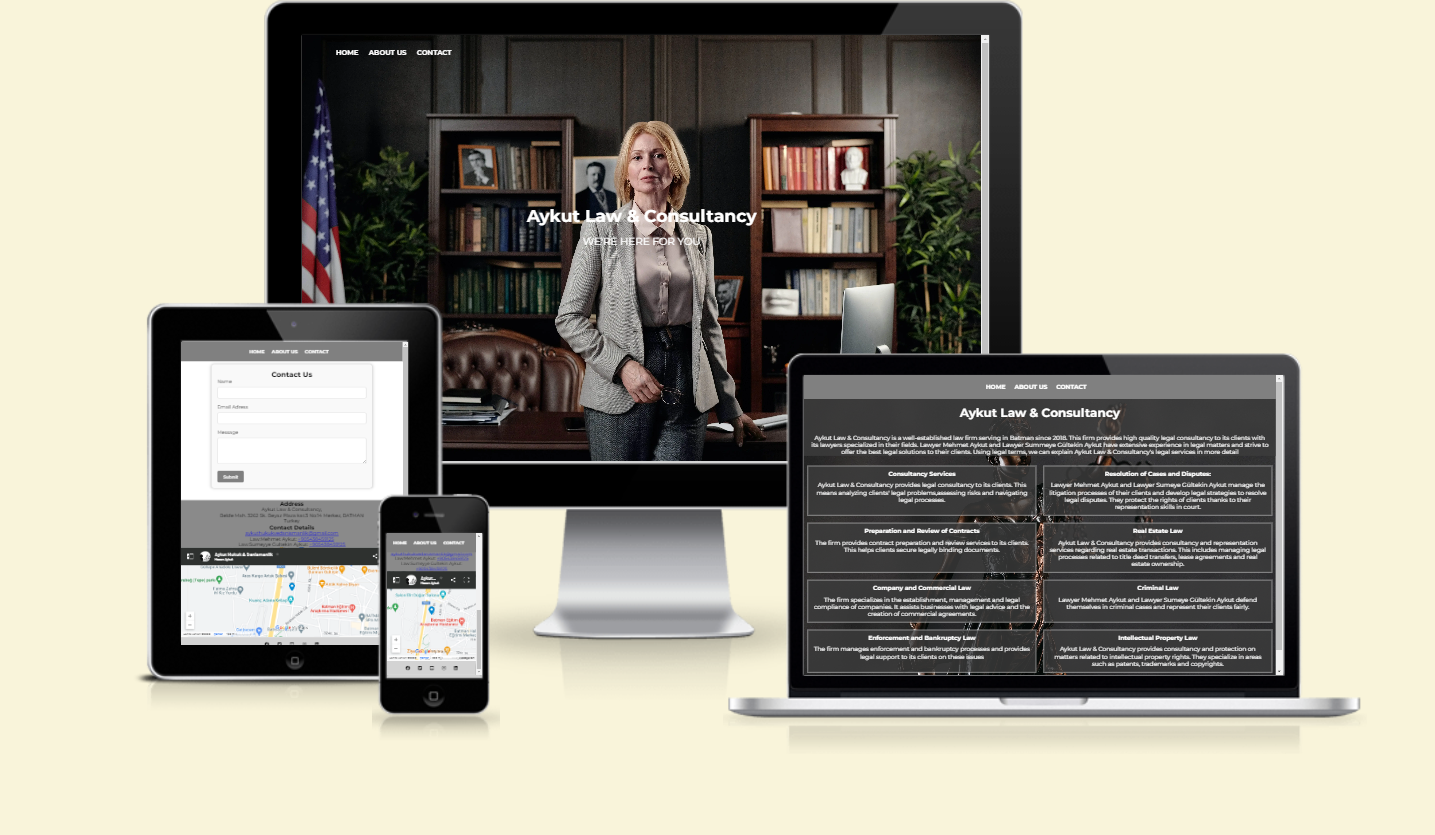 HOME ABOUT US CONTACT
Aykut Law & Consultancy
WE'RE HERE FOR YOU
HOME ABOUT US CONTACT
Contact Us
Name
Email Adress
Message
Submit
Address
Aykut Law & Consultancy
Turkey
Contact Details
Aykut Hukuk & Danismanlik
HOME ABOUT US CONTACT
Aykut...
HOME ABOUT US CONTACT
Aykut Law & Consultancy
Aykut Law & Consultancy is a well-established law firm serving in Batman since 2018. This firm provides high quality legal consultancy to its clients with
its lawyers specialized in their fields. Lawyer Mehmet Aykut and Lawyer Summeye Gültekin Aykut have extensive experience in legal matters and strive to
offer the best legal solutions to their clients. Using legal terms, we can explain Aykut Law & Consultancy's legal services in more detail
Consultancy Services
Aykut Law & Consultancy provides legal consultancy to its clients. This
means analyzing clients' legal problems,assessing risks and navigating
legal processes.
Resolution of Cases and Disputes:
Lawyer Mehmet Aykut and Lawyer Sumeye Gültekin Aykut manage the
litigation processes of their clients and develop legal strategies to resolve
legal disputes. They protect the rights of clients thanks to their
representation skills in court.
Preparation and Review of Contracts
The firm provides contract preparation and review services to its clients.
This helps clients secure legally binding documents.
Real Estate Law
Aykut Law & Consultancy provides consultancy and representation
services regarding real estate transactions. This includes managing legal
processes related to title deed transfers, lease agreements and real
estate ownership.
Company and Commercial Law
The firm specializes in the establishment, management and legal
compliance of companies. It assists businesses with legal advice and the
creation of commercial agreements.
Criminal Law
Lawyer Mehmet Aykut and Lawyer Sumeye Gültekin Aykut defend
themselves in criminal cases and represent their clients fairly.
Enforcement and Bankruptcy Law
The firm manages enforcement and bankruptcy processes and provides
legal support to its clients on these issues
Intellectual Property Law
Aykut Law & Consultancy provides consultancy and protection on
matters related to intellectual property rights. They specialize in areas
such as patents, trademarks and copyrights.